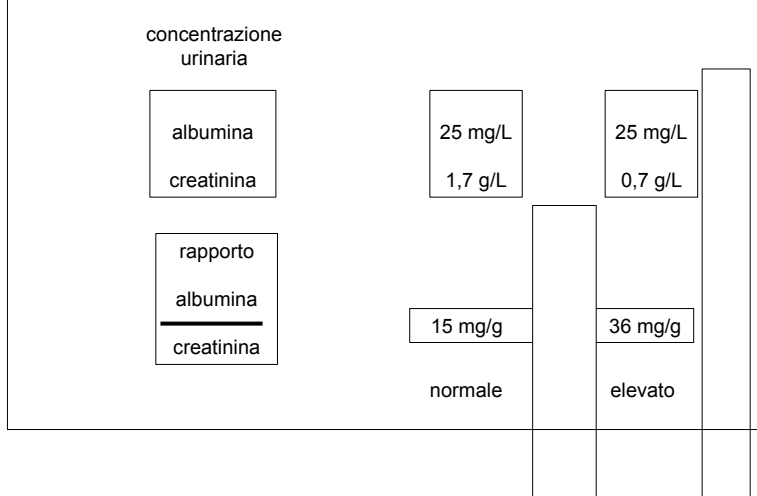 concentrazione
urinaria
albumina 25 mg/L 25 mg/L
creatinina 1,7 g/L 0,7 g/L
rapporto
albumina
15 mg/g 36 mg/g
creatinina
normale elevato